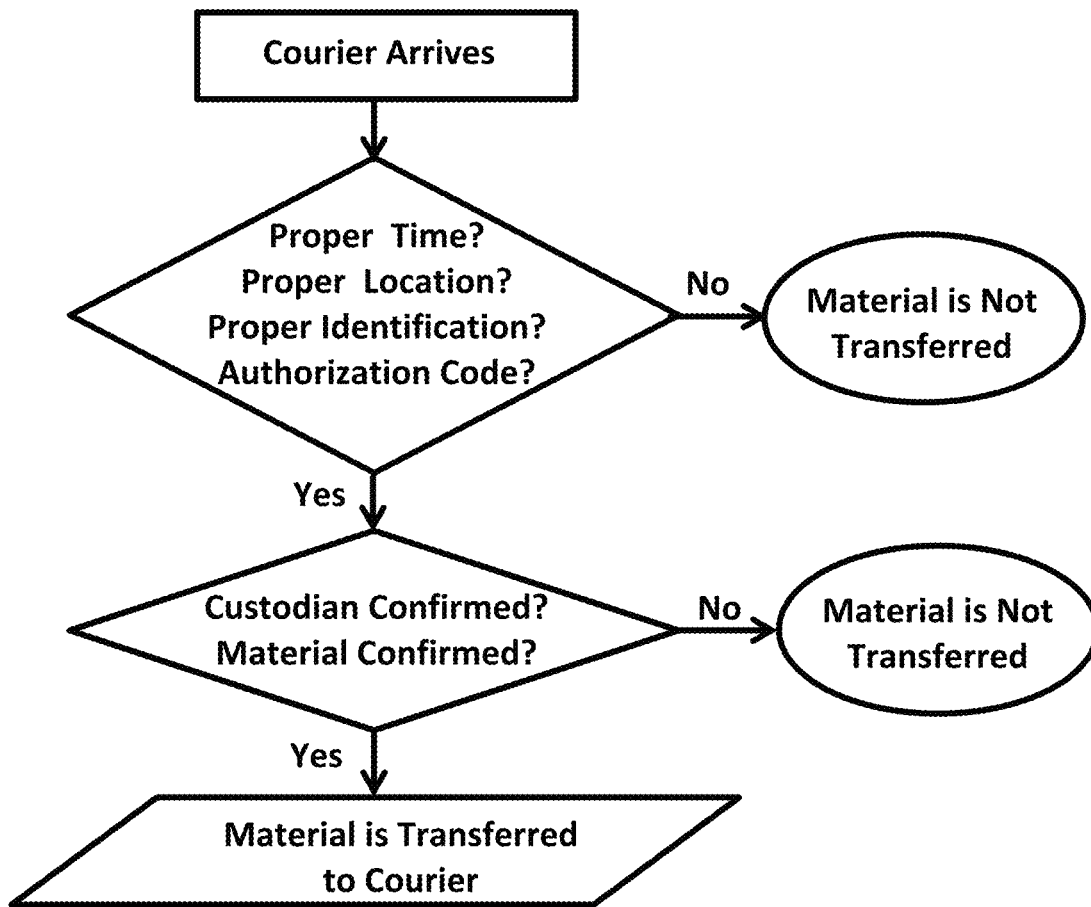 Courier Arrives
Proper Time?
Proper Location?
Proper Identification?
Authorization Code?
No
Material is Not
Transferred
Yes
Custodian Confirmed?
Material Confirmed?
No
Material is Not
Transferred
Yes
Material is Transferred
to Courier